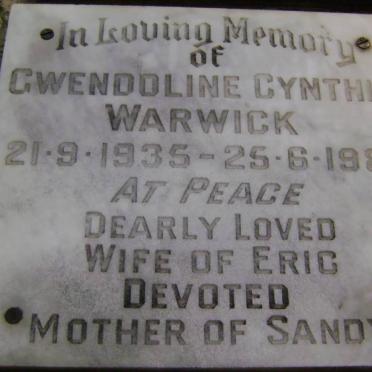 In Loving Memory
of
GWENDOLINE CYNTHI
WARWICK
21-9-1935-25-6-198
AT PEACE
DEARLY LOVED
WIFE OF ERIC
DEVOTED
MOTHER OF SANDY